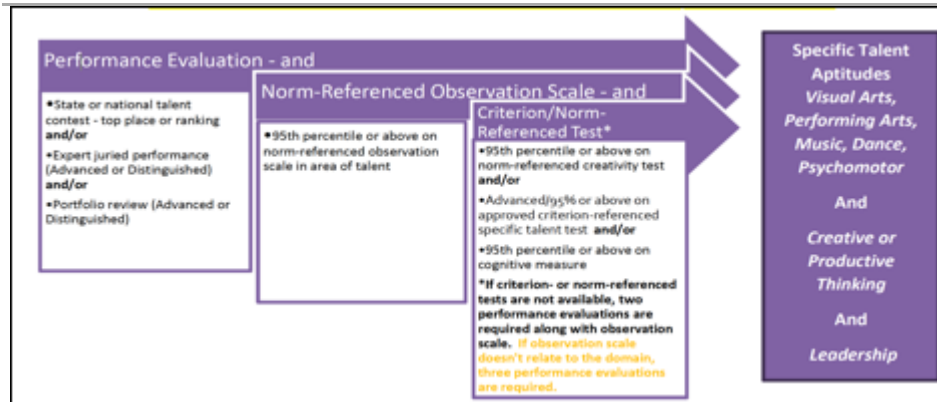 Performance Evaluation - and
•State or national talent
contest - top place or ranking
and/or
•Expert juried performance
(Advanced or Distinguished)
and/or
•Portfolio review (Advanced or
Distinguished)
Norm-Referenced Observation Scale - and
•95th percentile or above on
norm-referenced observation
scale in area of talent
Criterion/Norm-
Referenced Test*
•95th percentile or above on
norm-referenced creativity test
and/or
•Advanced/95% or above on
approved criterion-referenced
specific talent test and/or
•95th percentile or above on
cognitive measure
*If criterion- or norm-referenced
tests are not available, two
performance evaluations are
required along with observation
scale. If observation scale
doesn't relate to the domain,
three performance evaluations
are required.
Specific Talent
Aptitudes
Visual Arts,
Performing Arts,
Music, Dance,
Psychomotor
And
Creative or
Productive
Thinking
And
Leadership